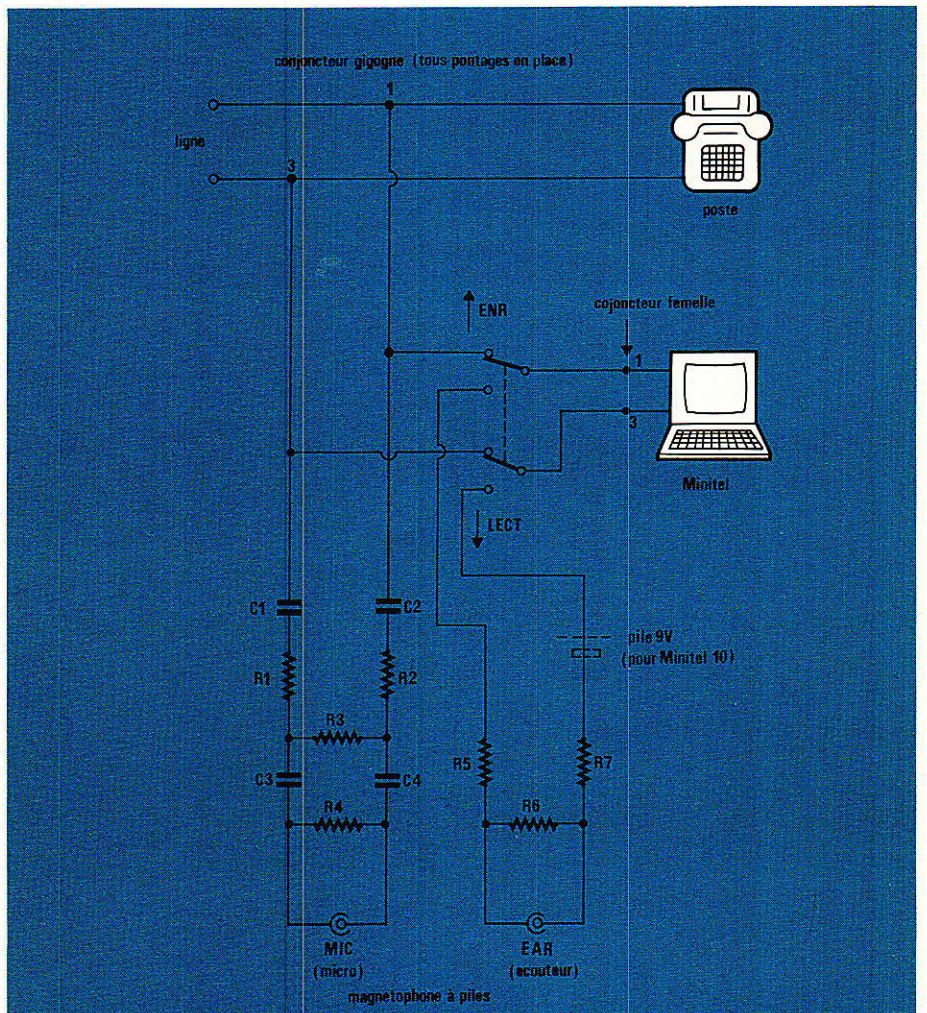 conjoncteur gigogne (tous pontages en place)
1
ligne
3
poste
ENR
cojoncteur femelle
1
3
Minitel
LECT
C1
C2
pile 9V
(pour Minitel 10)
R1
R2
R3
R5
R7
C3
C4
R4
R6
MIC
(micro)
EAR
(ecouteur)
magnetophone à piles